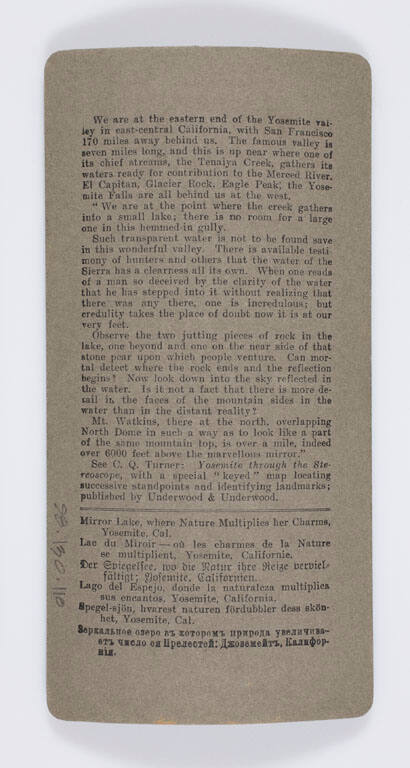 We are at the eastern end of the Yosemite val-
ley in east-central California, with San Francisco
170 miles away behind us. The famous valley is
seven miles long, and this is up near where one of
its chief streams, the Tenaiya Creek, gathers its
waters ready for contribution to the Merced River.
El Capitan, Glacier Rock, Eagle Peak, the Yose-
mite Falls are all behind us at the west.
" We are at the point where the creek gathers
into a small lake; there is no room for a large
one in this hemmed-in gully.
Such transparent water is not to be found save
in this wonderful valley. There is available testi-
mony of hunters and others that the water of the
Sierra has a clearness all its own. When one reads
of a man so deceived by the clarity of the water
that he has stepped into it without realizing that
there was any there, one is incredulous; but
credulity takes the place of doubt now it is at our
very feet.
Observe the two jutting pieces of rock in the
lake, one beyond and one on the near side of that
stone pear upon which people venture. Can mor-
tal detect where the rock ends and the reflection
begins? Now look down into the sky reflected in
the water. Is it not a fact that there is more de-
tail in the faces of the mountain sides in the
water than in the distant reality?
Mt. Watkins, there at the north, overlapping
North Dome in such a way as to look like a part
of the same mountain top, is over a mile, indeed
over 6000 feet above the marvellous mirror."
See C. Q. Turner: Yosemite through the Ste-
reoscope, with a special "keyed" map locating
successive standpoints and identifying landmarks;
published by Underwood & Underwood.
Mirror Lake, where Nature Multiplies her Charms,
Yosemite, Cal.
Lac du Miroir—où les charmes de la Nature
se multiplient, Yosemite, Californie.
Der Spiegelsee, wo die Natur ihre Reize verviel-
fältigt; Yosemite, Californien.
Lago del Espejo, donde la naturaleza multiplica
sus encantos, Yosemite, California.
Spegel-sjön, hvarest naturen fördubbler dess skön-
het, Yosemite, Cal.
Зеркальное озеро въ которомъ природа увеличива-
етъ число ея Прелестей; Джоземейтъ, Калифор-
нія.